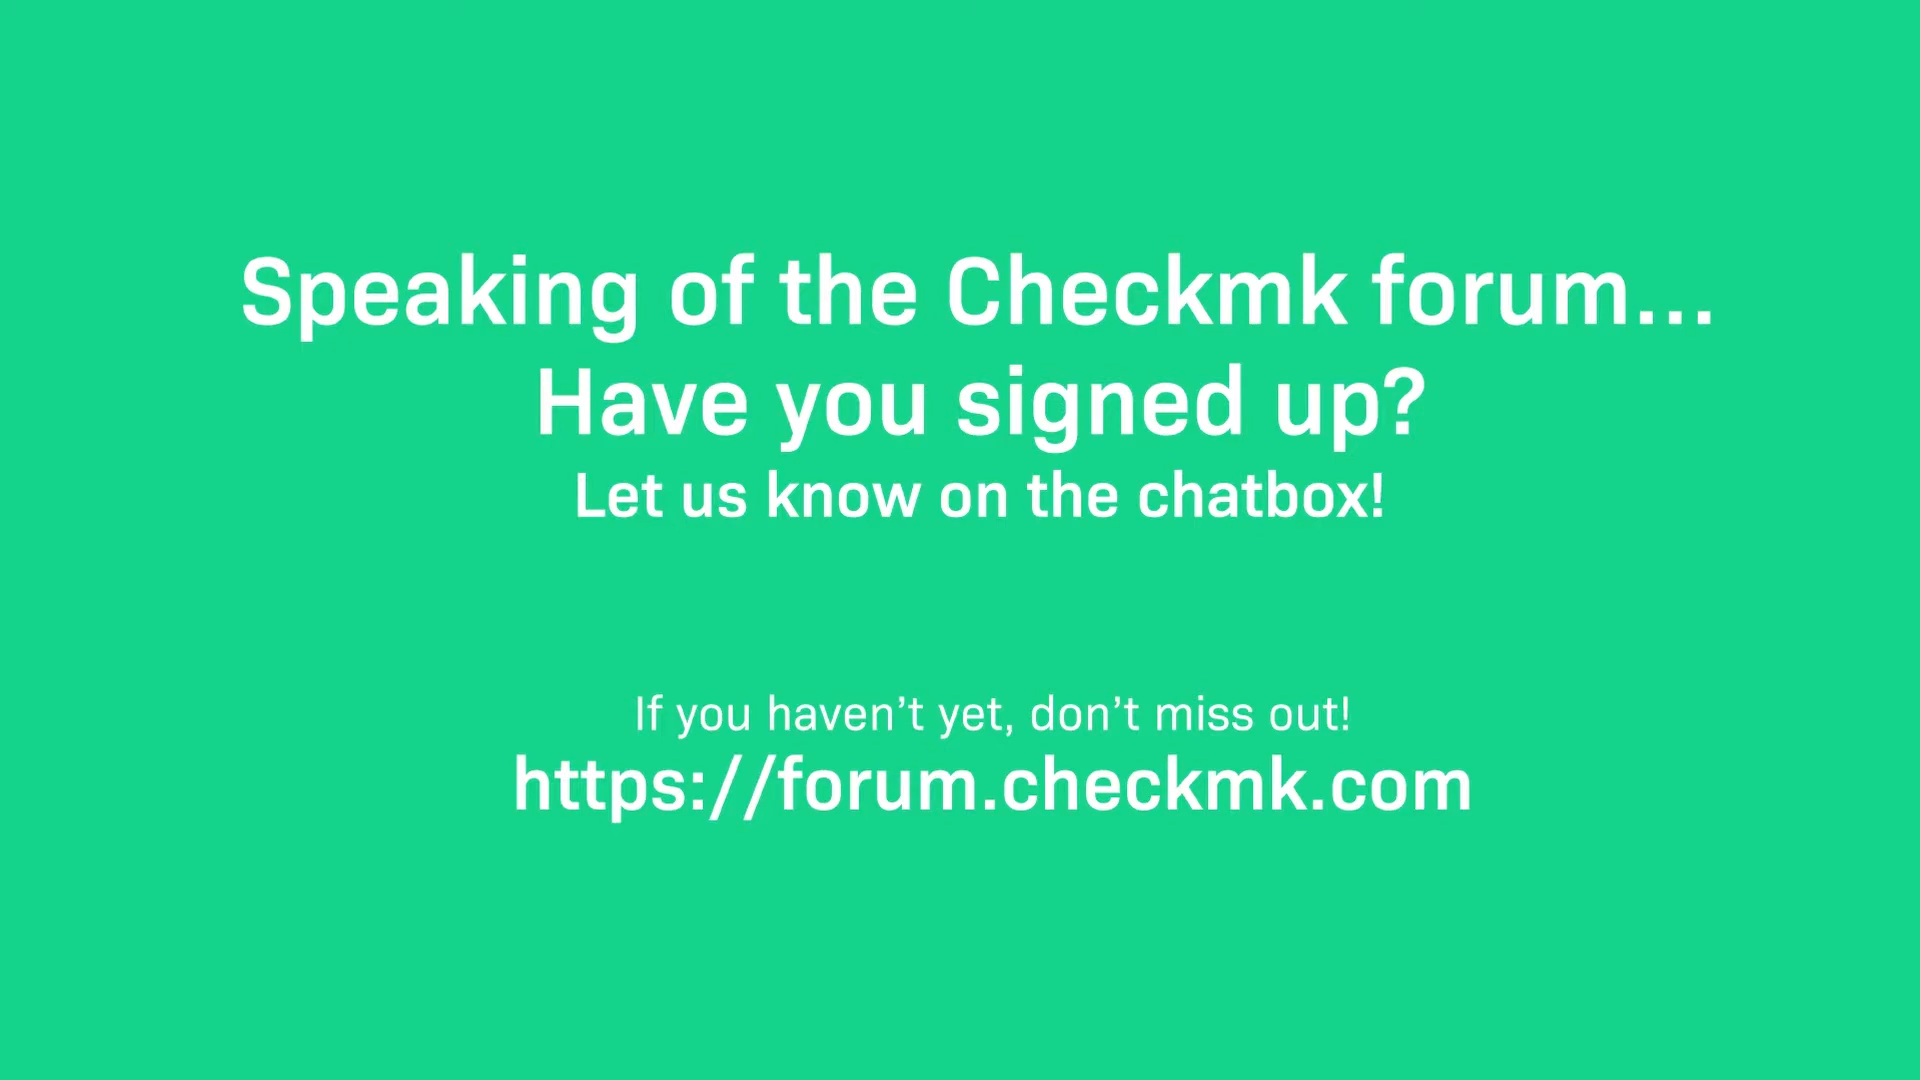 Speaking of the Checkmk forum...
Have you signed up?
Let us know on the chatbox!
If you haven’t yet, don’t miss out!
https://forum.checkmk.com